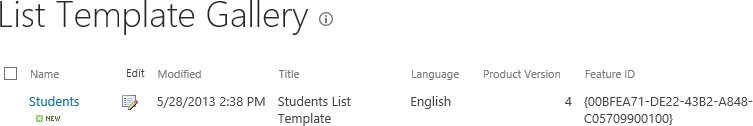 List Template Gallery
Name Edit Modified Title Language Product Version Feature ID
Students 5/28/2013 2:38 PM Students List English 4 {00BFEA71-DE22-43B2-A848-
NEW Template C05709900100}